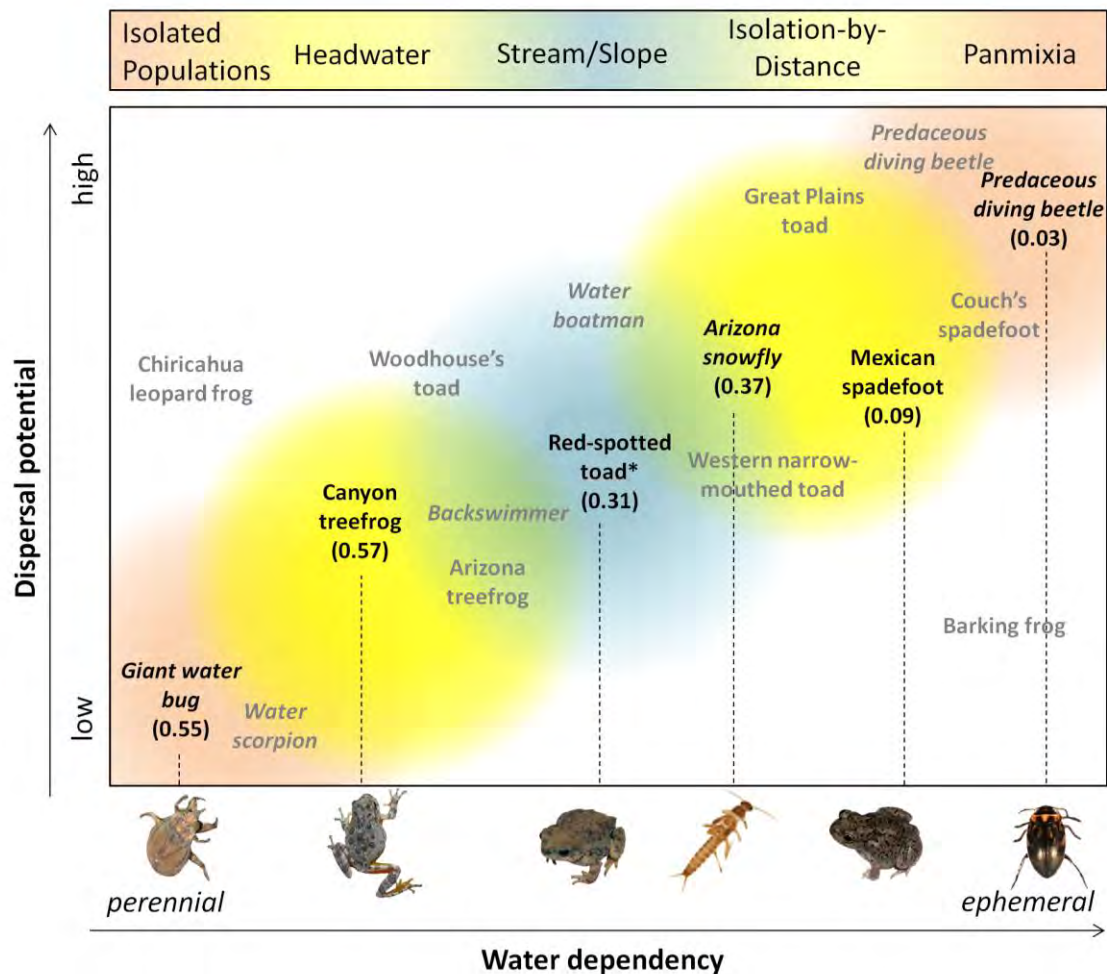 Isolated
Populations
Headwater
Stream/Slope
Isolation-by-
Distance
Panmixia
Dispersal potential
high
low
Predaceous
diving beetle
Predaceous
diving beetle
(0.03)
Great Plains
toad
Water
boatman
Couch's
spadefoot
Arizona
snowfly
(0.37)
Mexican
spadefoot
(0.09)
Chiricahua
leopard frog
Woodhouse's
toad
Red-spotted
toad*
(0.31)
Western narrow-
mouthed toad
Canyon
treefrog
(0.57)
Backswimmer
Arizona
treefrog
Barking frog
Giant water
bug
(0.55)
Water
scorpion
perennial
ephemeral
Water dependency